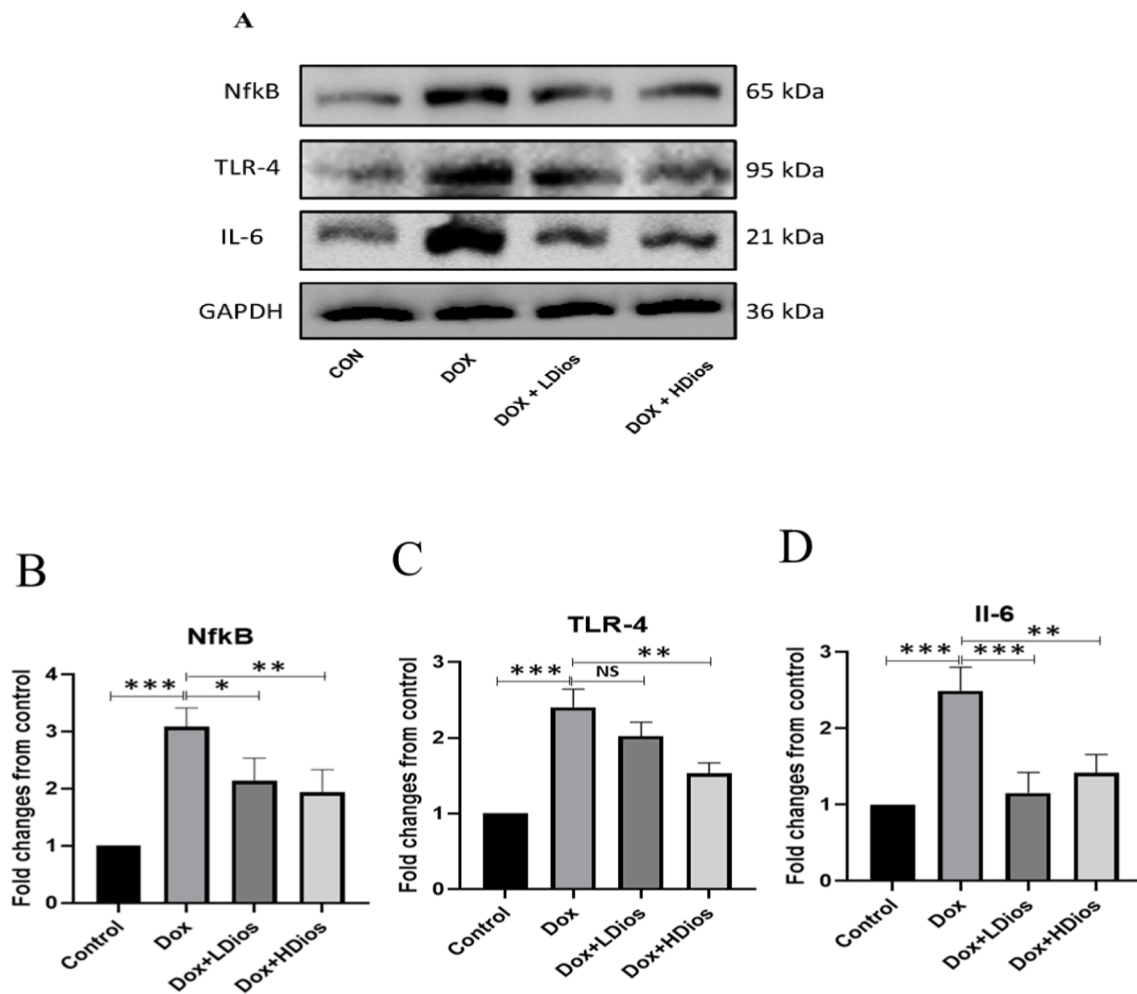 A
NfkB 65 kDa
TLR-4 95 kDa
IL-6 21 kDa
GAPDH 36 kDa
CON DOX DOX + LDios DOX + HDios
B
NfkB
Fold changes from control
4
3
2
1
0
*** * **
Control Dox Dox+LDios Dox+HDios
C
TLR-4
Fold changes from control
3
2
1
0
*** NS **
Control Dox Dox+LDios Dox+HDios
D
Il-6
Fold changes from control
3
2
1
0
*** *** **
Control Dox Dox+LDios Dox+HDios